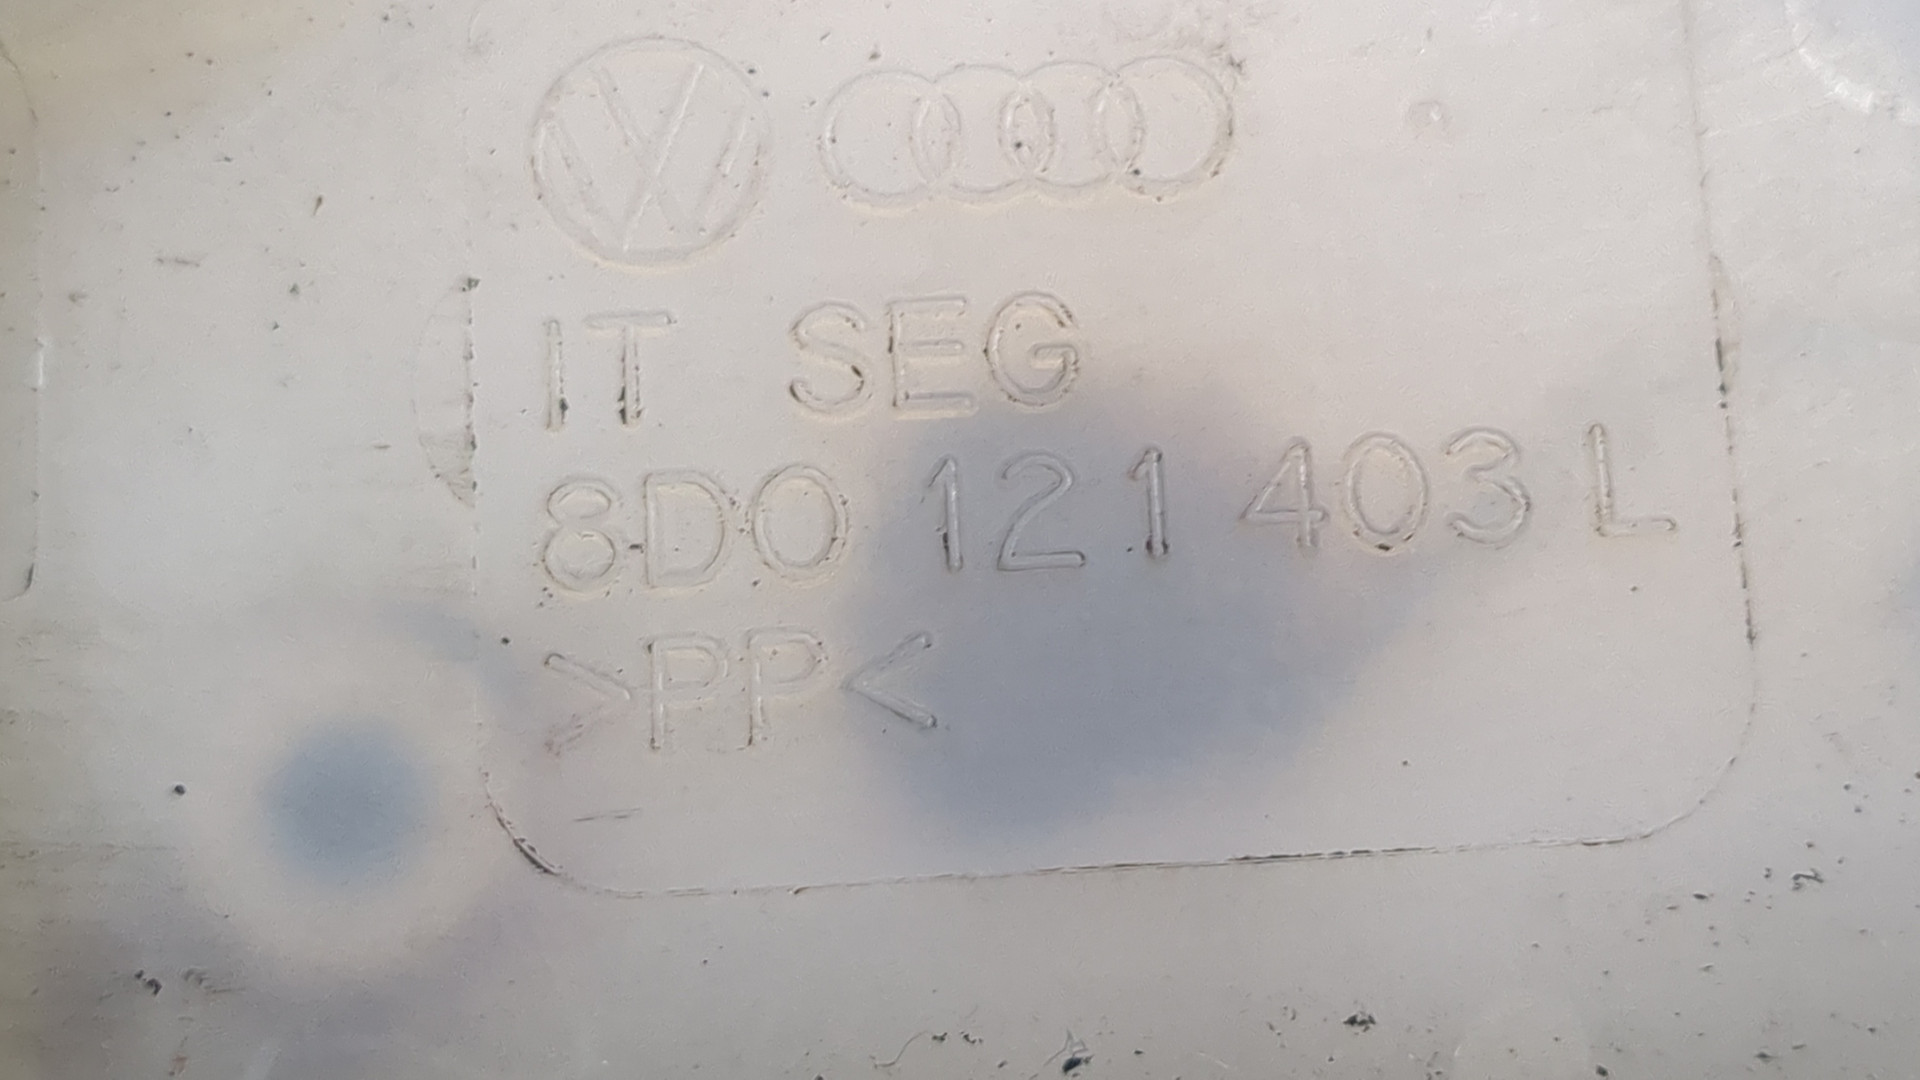 IT SEG
8D0 121 403 L
>PP<